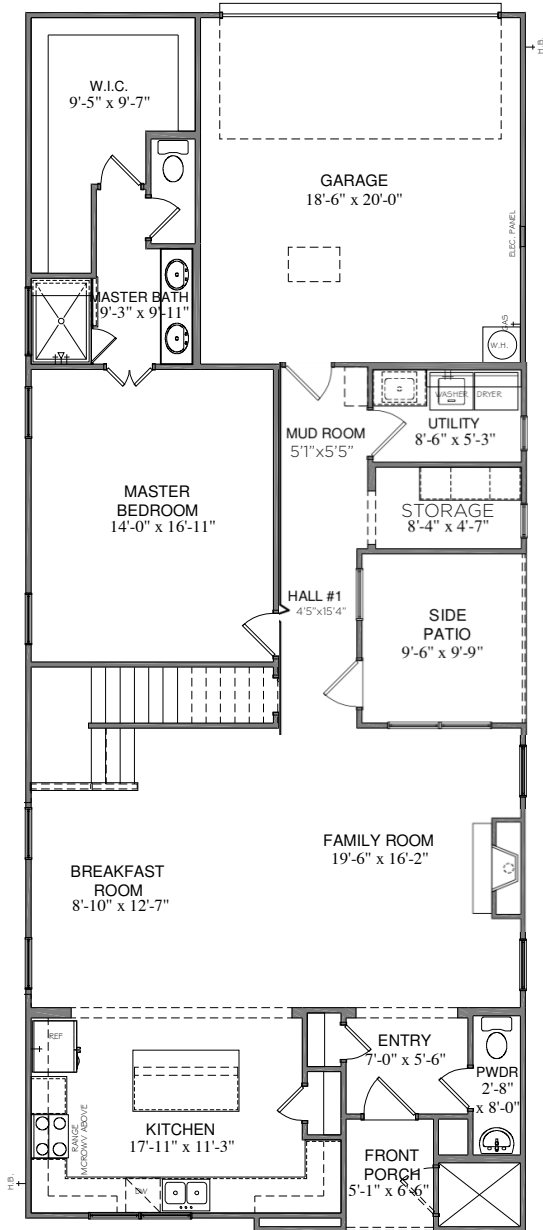 H.B.
W.I.C.
9'-5" x 9'-7"
GARAGE
18'-6" x 20'-0"
ELEC. PANEL
GAS
MASTER BATH
9'-3" x 9'-11"
W.H.
WASHER
DRYER
MUD ROOM
5'1"x5'5"
UTILITY
8'-6" x 5'-3"
MASTER
BEDROOM
14'-0" x 16'-11"
STORAGE
8'-4" x 4'-7"
HALL #1
4'5"x15'4"
SIDE
PATIO
9'-6" x 9'-9"
FAMILY ROOM
19'-6" x 16'-2"
BREAKFAST
ROOM
8'-10" x 12'-7"
REF
ENTRY
7'-0" x 5'-6"
PWDR
2'-8"
x 8'-0"
RANGE
MICROWV ABOVE
KITCHEN
17'-11" x 11'-3"
FRONT
PORCH
5'-1" x 6'-6"
H.B.
DW